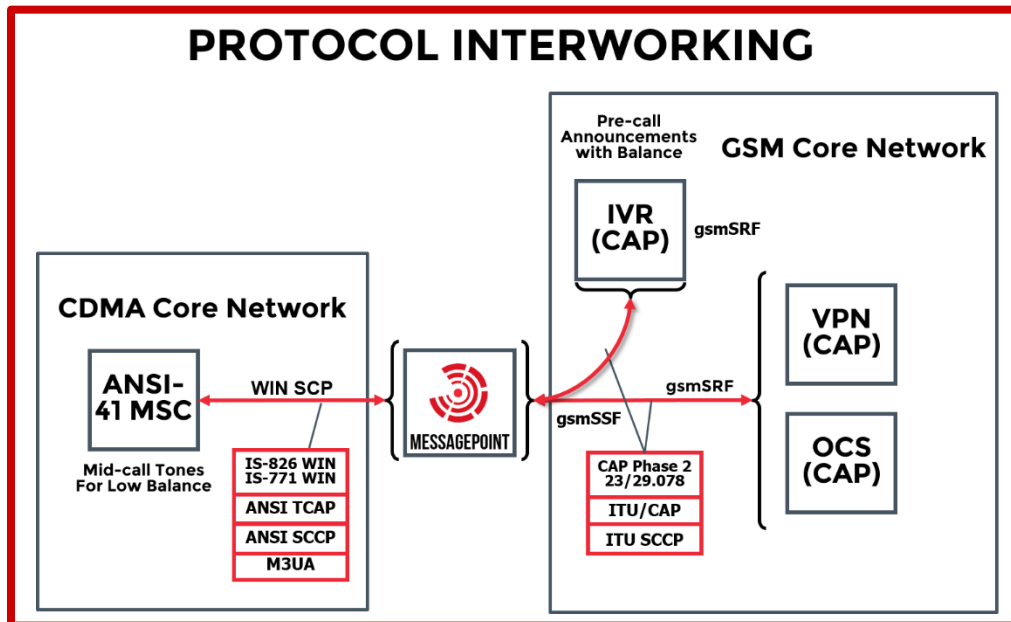 PROTOCOL INTERWORKING
Pre-call
Announcements
with Balance
GSM Core Network
IVR
(CAP)
gsmSRF
CDMA Core Network
ANSI-
41 MSC
WIN SCP
Mid-call Tones
For Low Balance
IS-826 WIN
IS-771 WIN
ANSI TCAP
ANSI SCCP
M3UA
MESSAGEPOINT
gsmSSF
gsmSRF
CAP Phase 2
23/29.078
ITU/CAP
ITU SCCP
VPN
(CAP)
OCS
(CAP)